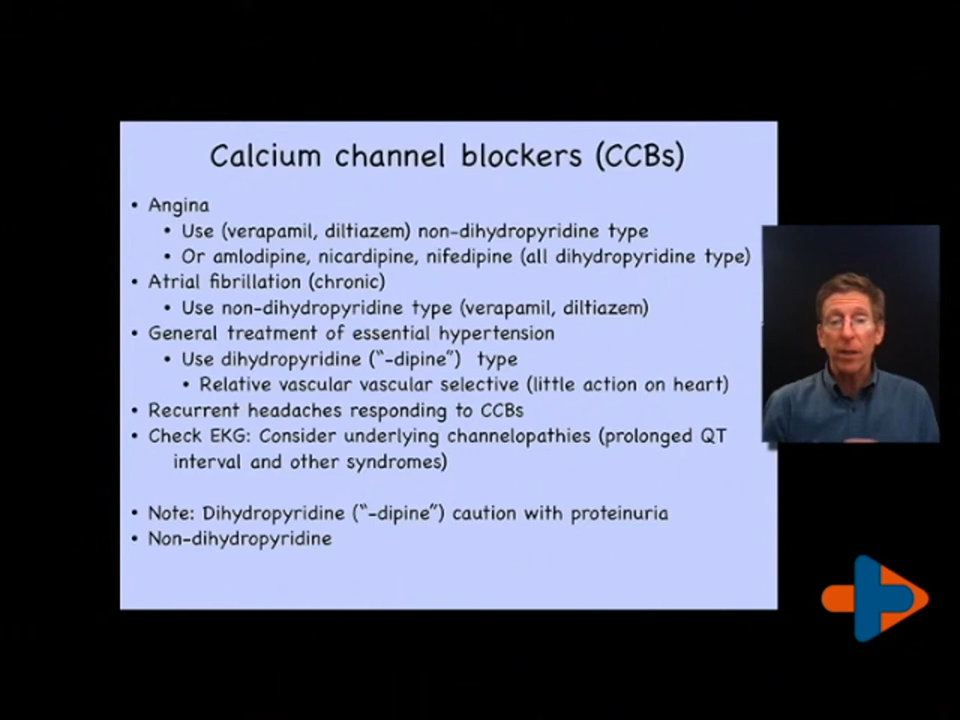 Calcium channel blockers (CCBs)
• Angina
• Use (verapamil, diltiazem) non-dihydropyridine type
• Or amlodipine, nicardipine, nifedipine (all dihydropyridine type)
• Atrial fibrillation (chronic)
• Use non-dihydropyridine type (verapamil, diltiazem)
• General treatment of essential hypertension
• Use dihydropyridine (“-dipine”) type
• Relative vascular vascular selective (little action on heart)
• Recurrent headaches responding to CCBs
• Check EKG: Consider underlying channelopathies (prolonged QT
interval and other syndromes)
• Note: Dihydropyridine (“-dipine”) caution with proteinuria
• Non-dihydropyridine